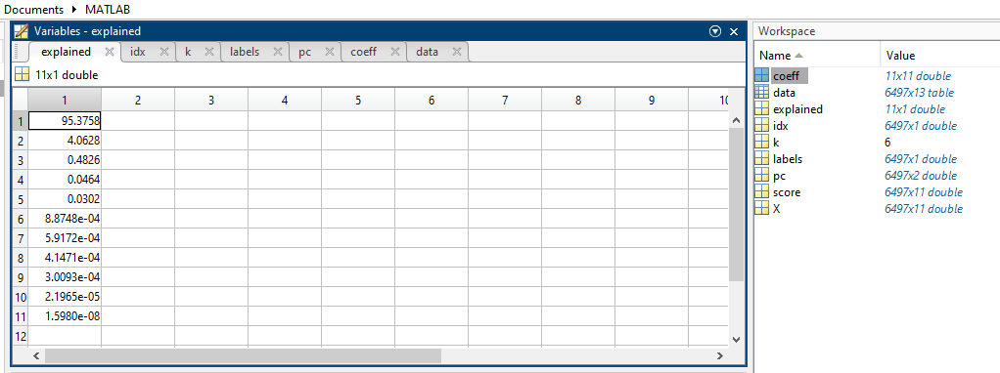 Documents MATLAB
Variables - explained
explained idx k labels pc coeff data
11x1 double
1 2 3 4 5 6 7 8 9 10
1 95.3758
2 4.0628
3 0.4826
4 0.0464
5 0.0302
6 8.8748e-04
7 5.9172e-04
8 4.1471e-04
9 3.0093e-04
10 2.1965e-05
11 1.5980e-08
12
Workspace
Name Value
coeff 11x11 double
data 6497x13 table
explained 11x1 double
idx 6497x1 double
k 6
labels 6497x1 double
pc 6497x2 double
score 6497x11 double
X 6497x11 double